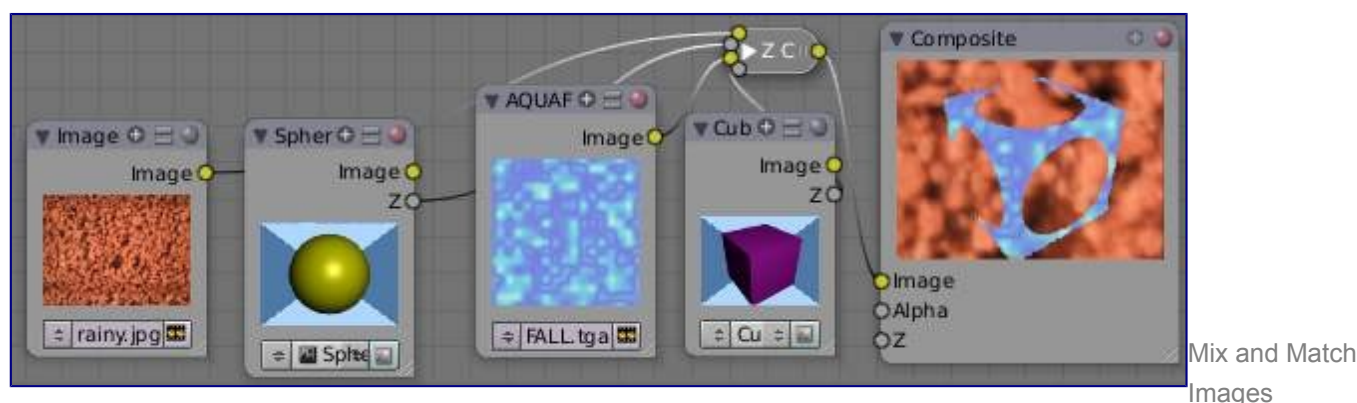 Image
Image
rainy.jpg
Spher
Image
Z
Sphe
AQUAF
Image
FALL.tga
Z C
Cub
Image
Z
Cu
Composite
Image
Alpha
Z
Mix and Match
Images